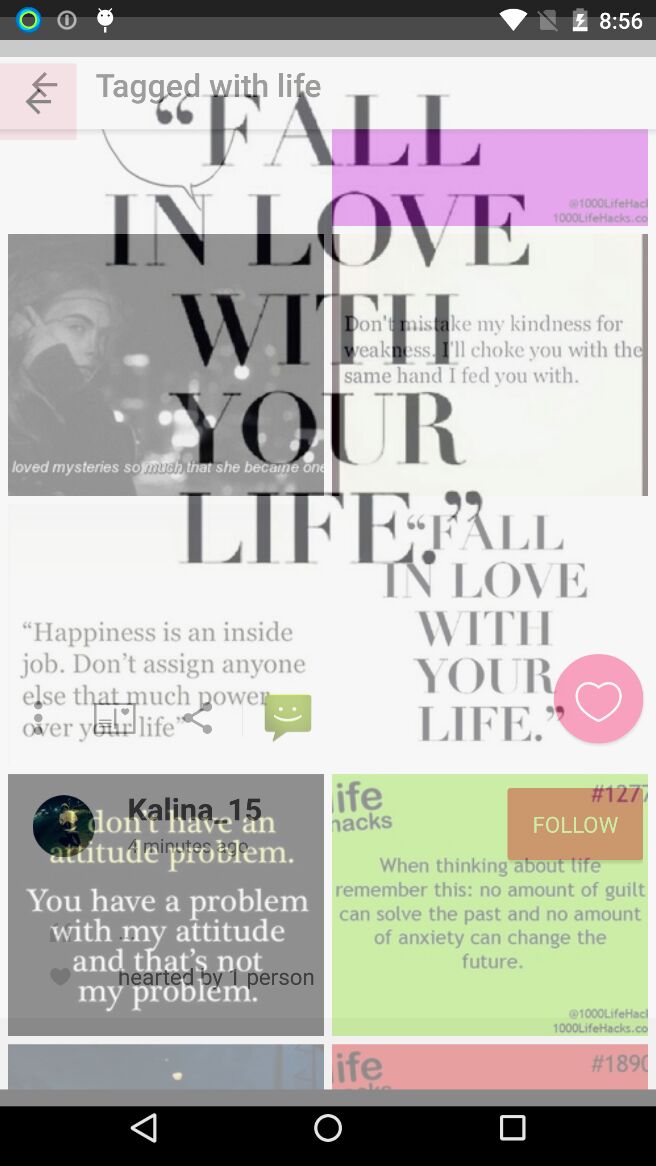 8:56
Tagged with life
“FALL
IN LOVE
WITH
YOUR
LIFE.”
@1000LifeHac
1000LifeHacks.co
loved mysteries so much that she became one
Don't mistake my kindness for
weakness. I'll choke you with the
same hand I fed you with.
“Happiness is an inside
job. Don’t assign anyone
else that much power
over your life”
“FALL
IN LOVE
WITH
YOUR
LIFE.”
Kalina_15
4 minutes ago
hearted by 1 person
I don't have an
attitude problem.
You have a problem
with my attitude
and that’s not
my problem.
FOLLOW
life
hacks
#1277
When thinking about life
remember this: no amount of guilt
can solve the past and no amount
of anxiety can change the
future.
@1000LifeHac
1000LifeHacks.co
life
#1890